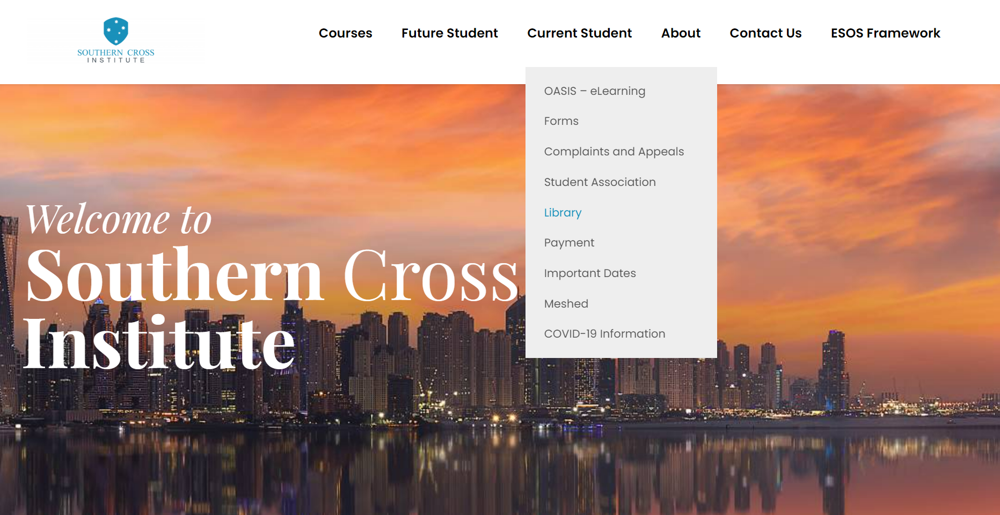 SOUTHERN CROSS
INSTITUTE
Courses
Future Student
Current Student
About
Contact Us
ESOS Framework
OASIS – eLearning
Forms
Complaints and Appeals
Student Association
Library
Payment
Important Dates
Meshed
COVID-19 Information
Welcome to
Southern Cross
Institute